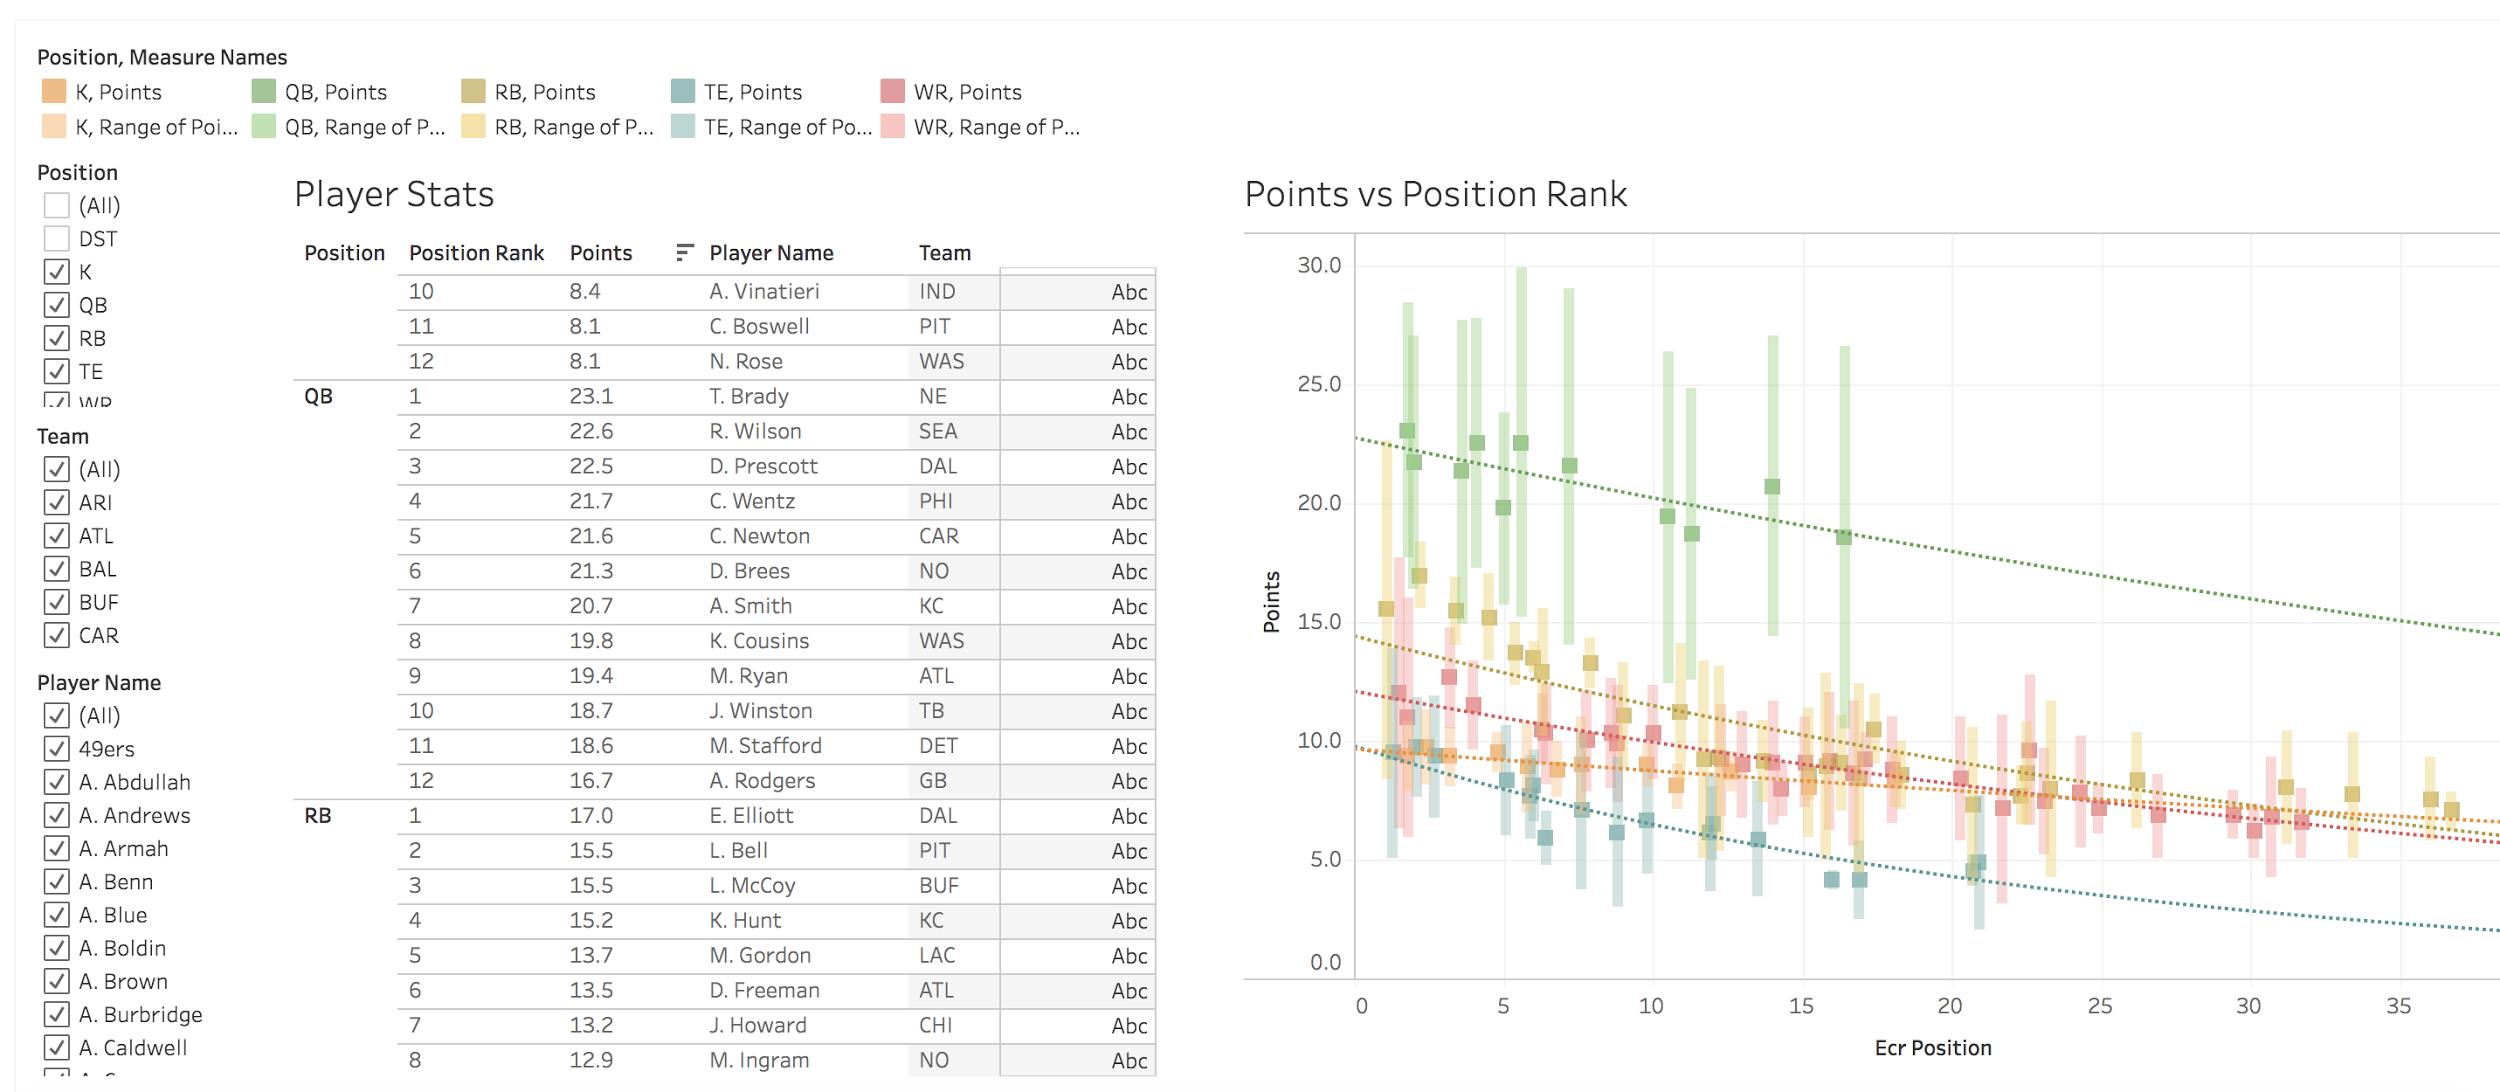 Position, Measure Names
K, Points QB, Points RB, Points TE, Points WR, Points
K, Range of Poi... QB, Range of P... RB, Range of P... TE, Range of Po... WR, Range of P...
Position
(All)
DST
K
QB
RB
TE
WR
Team
(All)
ARI
ATL
BAL
BUF
CAR
Player Name
(All)
49ers
A. Abdullah
A. Andrews
A. Armah
A. Benn
A. Blue
A. Boldin
A. Brown
A. Burbridge
A. Caldwell
Player Stats
Position Position Rank Points Player Name Team
10 8.4 A. Vinatieri IND Abc
11 8.1 C. Boswell PIT Abc
12 8.1 N. Rose WAS Abc
QB 1 23.1 T. Brady NE Abc
2 22.6 R. Wilson SEA Abc
3 22.5 D. Prescott DAL Abc
4 21.7 C. Wentz PHI Abc
5 21.6 C. Newton CAR Abc
6 21.3 D. Brees NO Abc
7 20.7 A. Smith KC Abc
8 19.8 K. Cousins WAS Abc
9 19.4 M. Ryan ATL Abc
10 18.7 J. Winston TB Abc
11 18.6 M. Stafford DET Abc
12 16.7 A. Rodgers GB Abc
RB 1 17.0 E. Elliott DAL Abc
2 15.5 L. Bell PIT Abc
3 15.5 L. McCoy BUF Abc
4 15.2 K. Hunt KC Abc
5 13.7 M. Gordon LAC Abc
6 13.5 D. Freeman ATL Abc
7 13.2 J. Howard CHI Abc
8 12.9 M. Ingram NO Abc
Points vs Position Rank
30.0
25.0
20.0
15.0
10.0
5.0
0.0
Points
0 5 10 15 20 25 30 35
Ecr Position